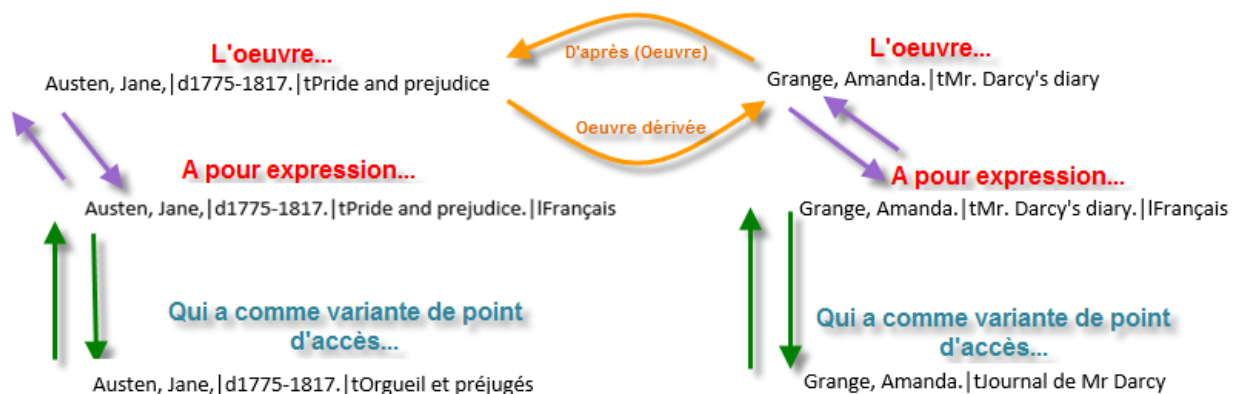 L'oeuvre...
Austen, Jane,|d1775-1817.|tPride and prejudice
D'après (Oeuvre)
Oeuvre dérivée
L'oeuvre...
Grange, Amanda.|tMr. Darcy's diary
A pour expression...
Austen, Jane,|d1775-1817.|tPride and prejudice.|lFrançais
A pour expression...
Grange, Amanda.|tMr. Darcy's diary.|lFrançais
Qui a comme variante de point
d'accès...
Austen, Jane,|d1775-1817.|tOrgueil et préjugés
Qui a comme variante de point
d'accès...
Grange, Amanda.|tJournal de Mr Darcy